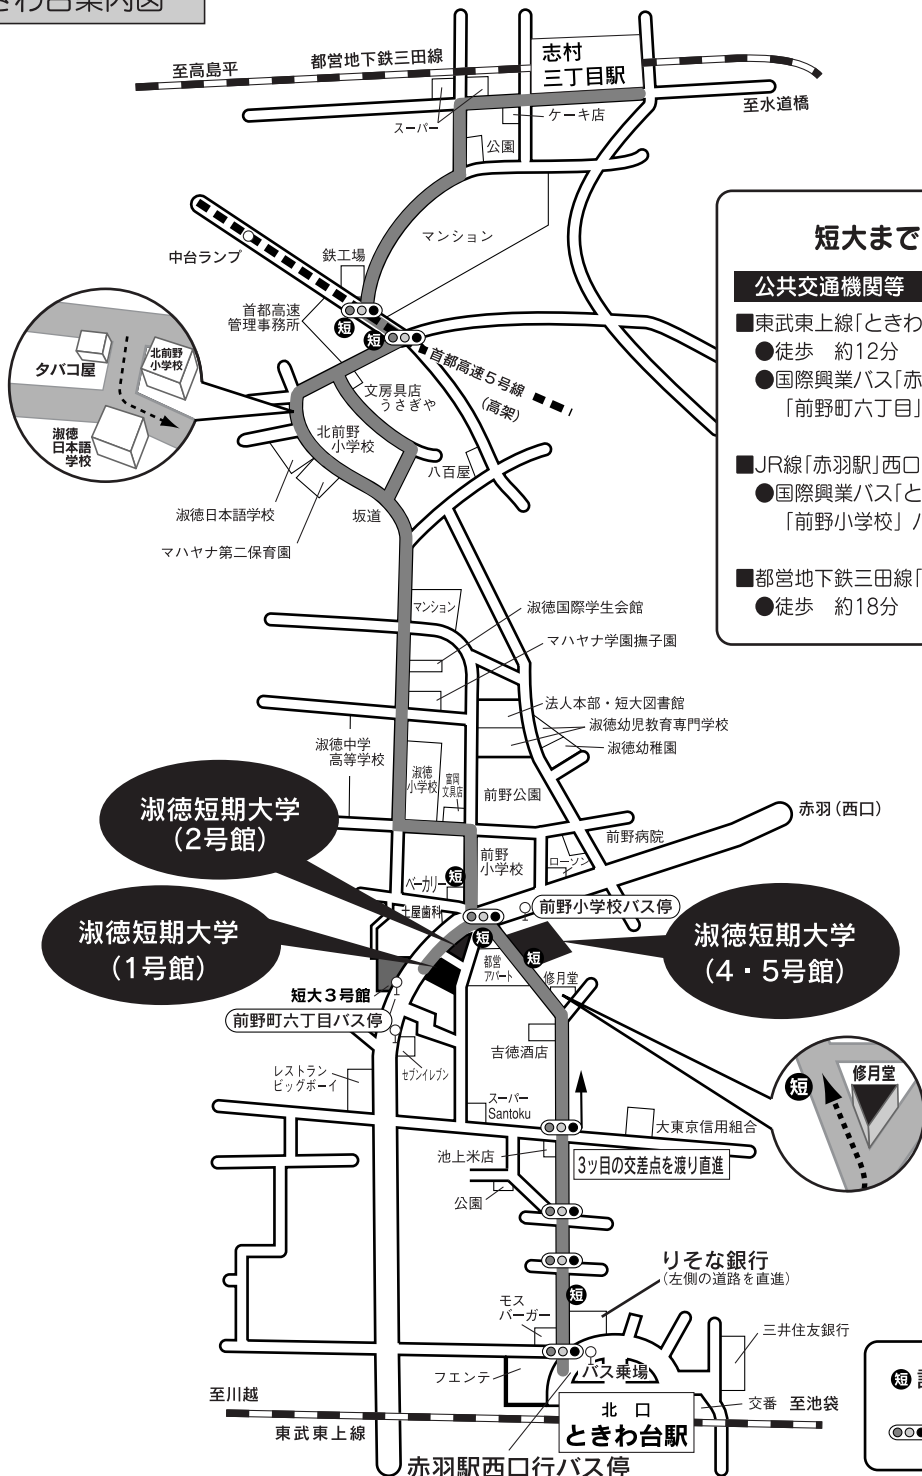 きわ台案内図
至高島平
都営地下鉄三田線
志村
三丁目駅
至水道橋
スーパー
ケーキ店
公園
マンション
中台ランプ
鉄工場
首都高速
管理事務所
短
短
首都高速5号線
(高架)
タバコ屋
北前野
小学校
淑徳
日本語
学校
文房具店
うさぎや
北前野
小学校
八百屋
淑徳日本語学校
坂道
マハヤナ第二保育園
短大まで
公共交通機関等
■東武東上線「ときわ
●徒歩 約12分
●国際興業バス「赤
「前野町六丁目」
■JR線「赤羽駅」西口
●国際興業バス「と
「前野小学校」
■都営地下鉄三田線「
●徒歩 約18分
マンション
淑徳国際学生会館
マハヤナ学園撫子園
法人本部・短大図書館
淑徳幼児教育専門学校
淑徳幼稚園
淑徳中学
高等学校
淑徳
小学校
富岡
文具店
前野公園
赤羽(西口)
淑徳短期大学
(2号館)
前野病院
前野
小学校
ローソン
ベーカリー
短
土屋歯科
前野小学校バス停
淑徳短期大学
(1号館)
淑徳短期大学
(4・5号館)
短
都営
アパート
短
修月堂
短大3号館
前野町六丁目バス停
吉徳酒店
セブンイレブン
レストラン
ビッグボーイ
スーパー
Santoku
短
修月堂
大東京信用組合
池上米店
3ッ目の交差点を渡り直進
公園
りそな銀行
(左側の道路を直進)
短
モス
バーガー
三井住友銀行
フエンテ
バス乗場
短
至川越
北口
ときわ台駅
交番
至池袋
東武東上線
赤羽駅西口行バス停